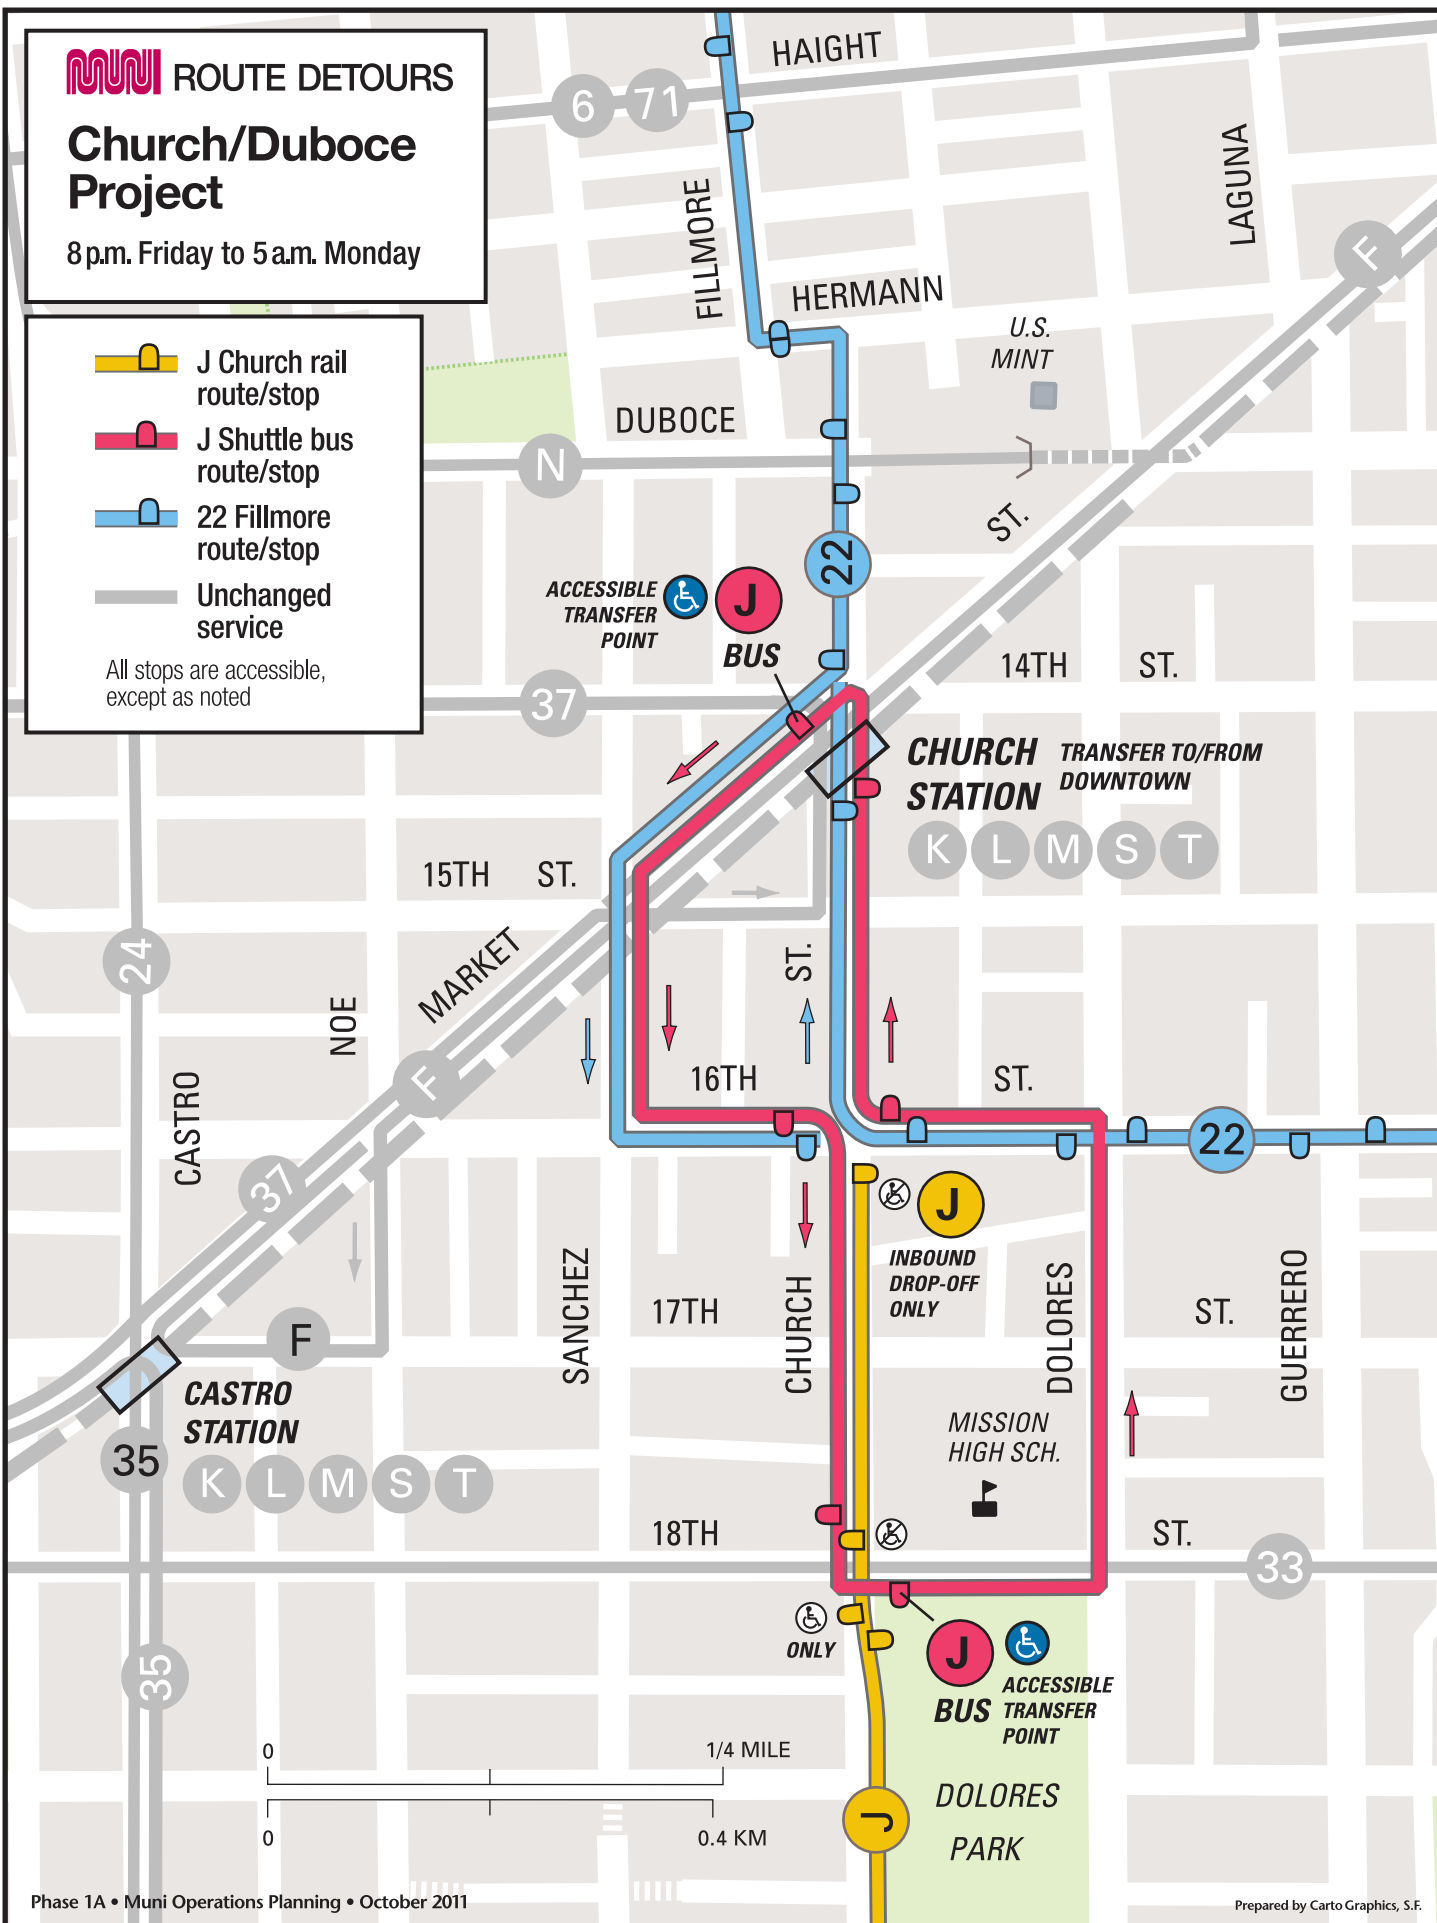 MUNI ROUTE DETOURS
Church/Duboce
Project
8 p.m. Friday to 5 a.m. Monday
J Church rail
route/stop
J Shuttle bus
route/stop
22 Fillmore
route/stop
Unchanged
service
All stops are accessible,
except as noted
HAIGHT
6
71
FILLMORE
LAGUNA
F
HERMANN
U.S.
MINT
DUBOCE
N
ST.
22
ACCESSIBLE
TRANSFER
POINT
J
BUS
14TH
ST.
37
CHURCH
STATION
TRANSFER TO/FROM
DOWNTOWN
K
L
M
S
T
15TH
ST.
24
NOE
MARKET
ST.
F
16TH
ST.
CASTRO
22
37
J
INBOUND
DROP-OFF
ONLY
SANCHEZ
17TH
CHURCH
DOLORES
ST.
GUERRERO
F
CASTRO
STATION
35
K
L
M
S
T
MISSION
HIGH SCH.
18TH
ST.
33
ONLY
J
BUS
ACCESSIBLE
TRANSFER
POINT
35
0
1/4 MILE
0
0.4 KM
J
DOLORES
PARK
Phase 1A • Muni Operations Planning • October 2011
Prepared by Carto Graphics, S.F.